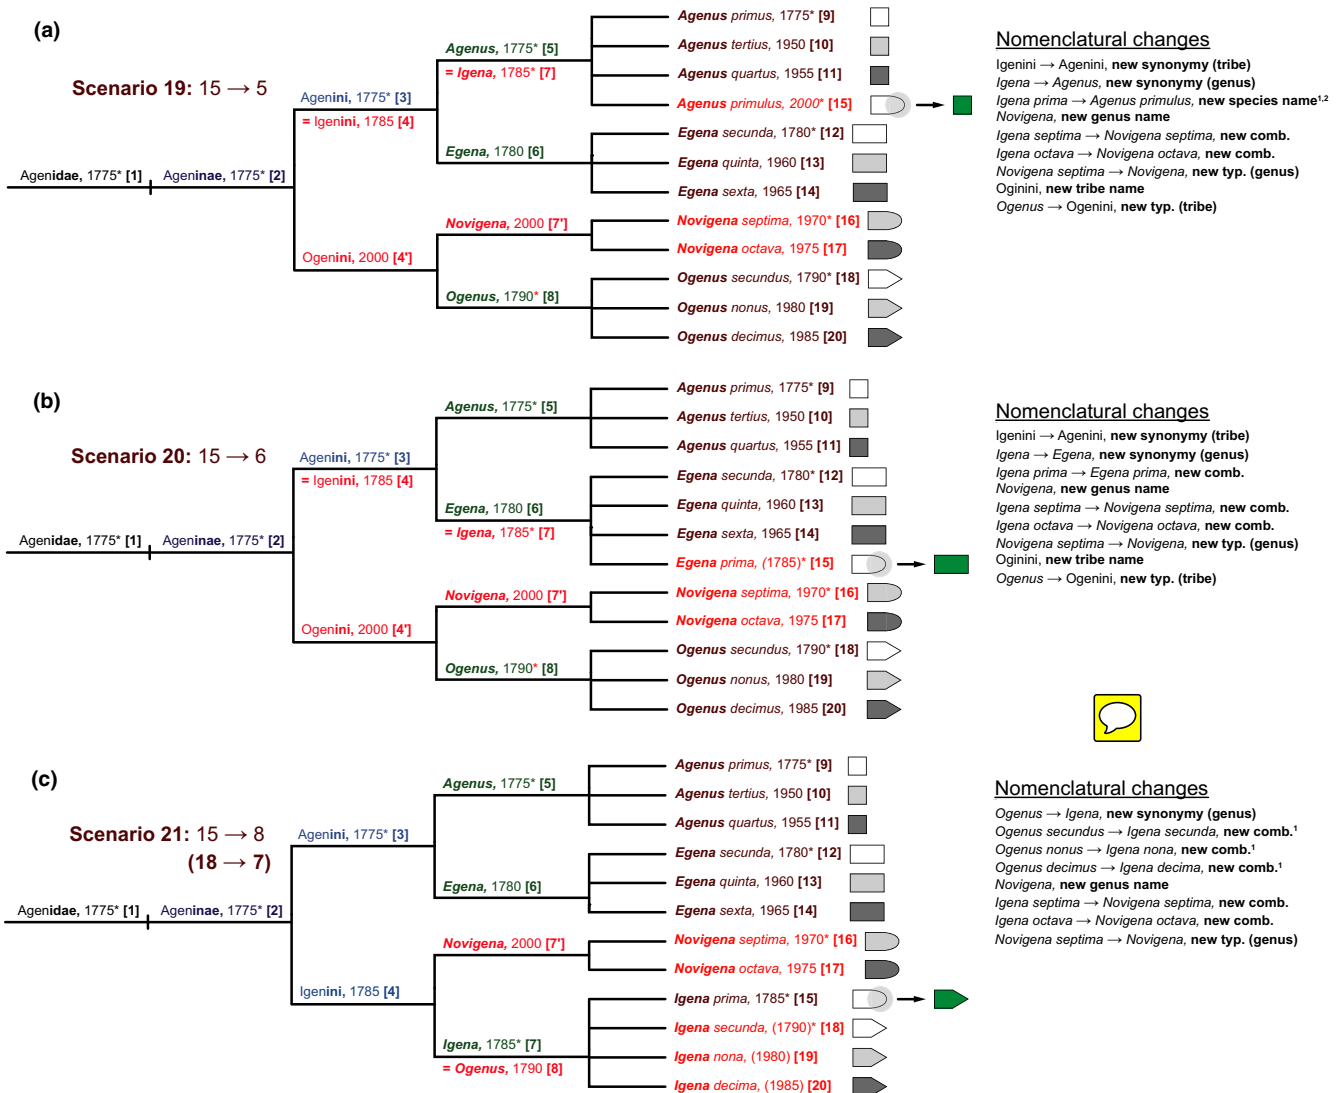 (a)
Scenario 19: 15 → 5
Agenidae, 1775* [1]
Ageninae, 1775* [2]
Agenini, 1775* [3]
= Igenini, 1785 [4]
Ogenini, 2000 [4']
Agenus, 1775* [5]
= Igena, 1785* [7]
Egena, 1780 [6]
Novigena, 2000 [7']
Ogenus, 1790* [8]
Agenus primus, 1775* [9]
Agenus tertius, 1950 [10]
Agenus quartus, 1955 [11]
Agenus primulus, 2000* [15]
Egena secunda, 1780* [12]
Egena quinta, 1960 [13]
Egena sexta, 1965 [14]
Novigena septima, 1970* [16]
Novigena octava, 1975 [17]
Ogenus secundus, 1790* [18]
Ogenus nonus, 1980 [19]
Ogenus decimus, 1985 [20]
Nomenclatural changes
Igenini → Agenini, new synonymy (tribe)
Igena → Agenus, new synonymy (genus)
Igena prima → Agenus primulus, new species name1,2
Novigena, new genus name
Igena septima → Novigena septima, new comb.
Igena octava → Novigena octava, new comb.
Novigena septima → Novigena, new typ. (genus)
Oginini, new tribe name
Ogenus → Ogenini, new typ. (tribe)
(b)
Scenario 20: 15 → 6
Agenidae, 1775* [1]
Ageninae, 1775* [2]
Agenini, 1775* [3]
= Igenini, 1785 [4]
Ogenini, 2000 [4']
Agenus, 1775* [5]
Egena, 1780 [6]
= Igena, 1785* [7]
Novigena, 2000 [7']
Ogenus, 1790* [8]
Agenus primus, 1775* [9]
Agenus tertius, 1950 [10]
Agenus quartus, 1955 [11]
Egena secunda, 1780* [12]
Egena quinta, 1960 [13]
Egena sexta, 1965 [14]
Egena prima, (1785)* [15]
Novigena septima, 1970* [16]
Novigena octava, 1975 [17]
Ogenus secundus, 1790* [18]
Ogenus nonus, 1980 [19]
Ogenus decimus, 1985 [20]
Nomenclatural changes
Igenini → Agenini, new synonymy (tribe)
Igena → Egena, new synonymy (genus)
Igena prima → Egena prima, new comb.
Novigena, new genus name
Igena septima → Novigena septima, new comb.
Igena octava → Novigena octava, new comb.
Novigena septima → Novigena, new typ. (genus)
Oginini, new tribe name
Ogenus → Ogenini, new typ. (tribe)
(c)
Scenario 21: 15 → 8
(18 → 7)
Agenidae, 1775* [1]
Ageninae, 1775* [2]
Agenini, 1775* [3]
Igenini, 1785 [4]
Agenus, 1775* [5]
Egena, 1780 [6]
Novigena, 2000 [7']
Igena, 1785* [7]
= Ogenus, 1790 [8]
Agenus primus, 1775* [9]
Agenus tertius, 1950 [10]
Agenus quartus, 1955 [11]
Egena secunda, 1780* [12]
Egena quinta, 1960 [13]
Egena sexta, 1965 [14]
Novigena septima, 1970* [16]
Novigena octava, 1975 [17]
Igena prima, 1785* [15]
Igena secunda, (1790)* [18]
Igena nona, (1980) [19]
Igena decima, (1985) [20]
Nomenclatural changes
Ogenus → Igena, new synonymy (genus)
Ogenus secundus → Igena secunda, new comb.1
Ogenus nonus → Igena nona, new comb.1
Ogenus decimus → Igena decima, new comb.1
Novigena, new genus name
Igena septima → Novigena septima, new comb.
Igena octava → Novigena octava, new comb.
Novigena septima → Novigena, new typ. (genus)